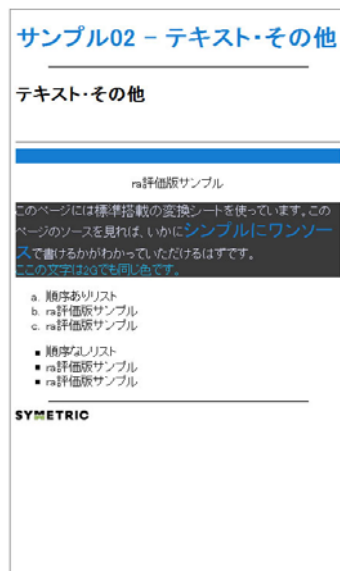 サンプル02 − テキスト・その他
テキスト・その他
ra評価版サンプル
このページには標準搭載の変換シートを使っています。この
ページのソースを見れば、いかにシンプルにワンソー
スで書けるかがわかっていただけるはずです。
ここの文字は2Gでも同じ色です。
a. 順序ありリスト
b. ra評価版サンプル
c. ra評価版サンプル
■ 順序なしリスト
■ ra評価版サンプル
■ ra評価版サンプル
SYMETRIC